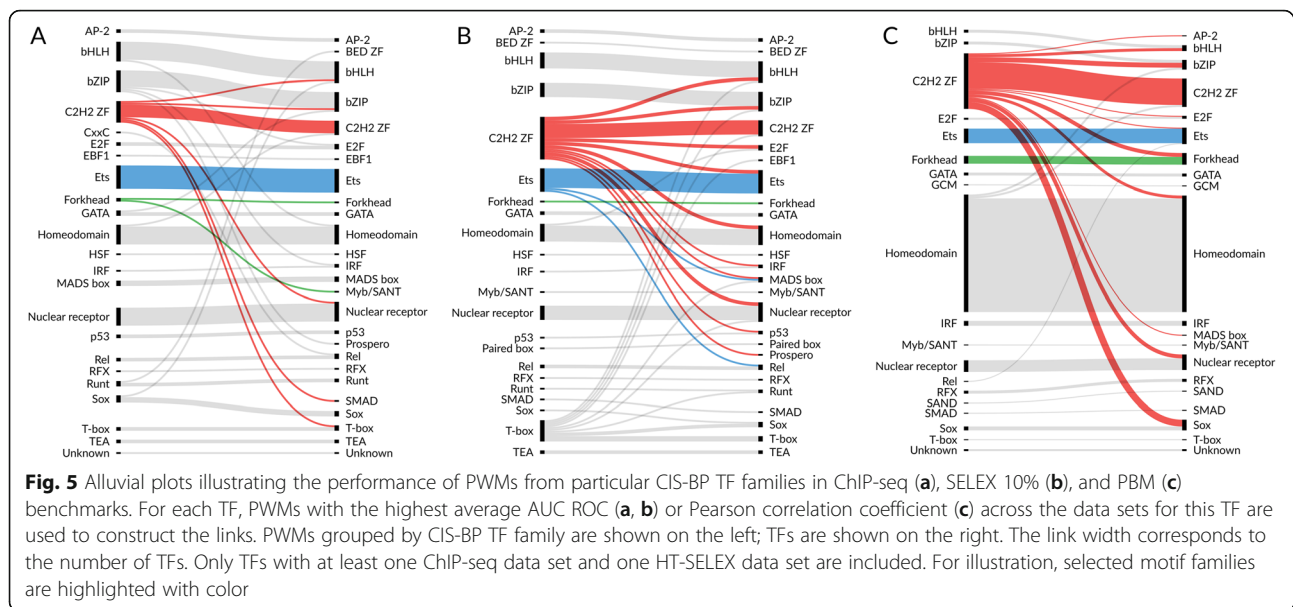 A
AP-2
bHLH
bZIP
C2H2 ZF
CxxC
E2F
EBF1
Ets
Forkhead
GATA
Homeodomain
HSF
IRF
MADS box
Nuclear receptor
p53
Rel
RFX
Runt
Sox
T-box
TEA
Unknown
AP-2
BED ZF
bHLH
bZIP
C2H2 ZF
E2F
EBF1
Ets
Forkhead
GATA
Homeodomain
HSF
IRF
MADS box
Myb/SANT
Nuclear receptor
p53
Prospero
Rel
RFX
Runt
SMAD
Sox
T-box
TEA
Unknown
B
AP-2
BED ZF
bHLH
bZIP
C2H2 ZF
Ets
Forkhead
GATA
Homeodomain
HSF
IRF
Myb/SANT
Nuclear receptor
p53
Paired box
Rel
RFX
Runt
SMAD
Sox
T-box
TEA
AP-2
BED ZF
bHLH
bZIP
C2H2 ZF
E2F
EBF1
Ets
Forkhead
GATA
Homeodomain
HSF
IRF
MADS box
Myb/SANT
Nuclear receptor
p53
Paired box
Prospero
Rel
RFX
Runt
SMAD
Sox
T-box
TEA
C
bHLH
bZIP
C2H2 ZF
E2F
Ets
Forkhead
GATA
GCM
Homeodomain
IRF
Myb/SANT
Nuclear receptor
Rel
RFX
SAND
SMAD
Sox
T-box
Unknown
AP-2
bHLH
bZIP
C2H2 ZF
E2F
Ets
Forkhead
GATA
GCM
Homeodomain
IRF
MADS box
Myb/SANT
Nuclear receptor
RFX
SAND
SMAD
Sox
T-box
Unknown
Fig. 5 Alluvial plots illustrating the performance of PWMs from particular CIS-BP TF families in ChIP-seq (a), SELEX 10% (b), and PBM (c)
benchmarks. For each TF, PWMs with the highest average AUC ROC (a, b) or Pearson correlation coefficient (c) across the data sets for this TF are
used to construct the links. PWMs grouped by CIS-BP TF family are shown on the left; TFs are shown on the right. The link width corresponds to
the number of TFs. Only TFs with at least one ChIP-seq data set and one HT-SELEX data set are included. For illustration, selected motif families
are highlighted with color